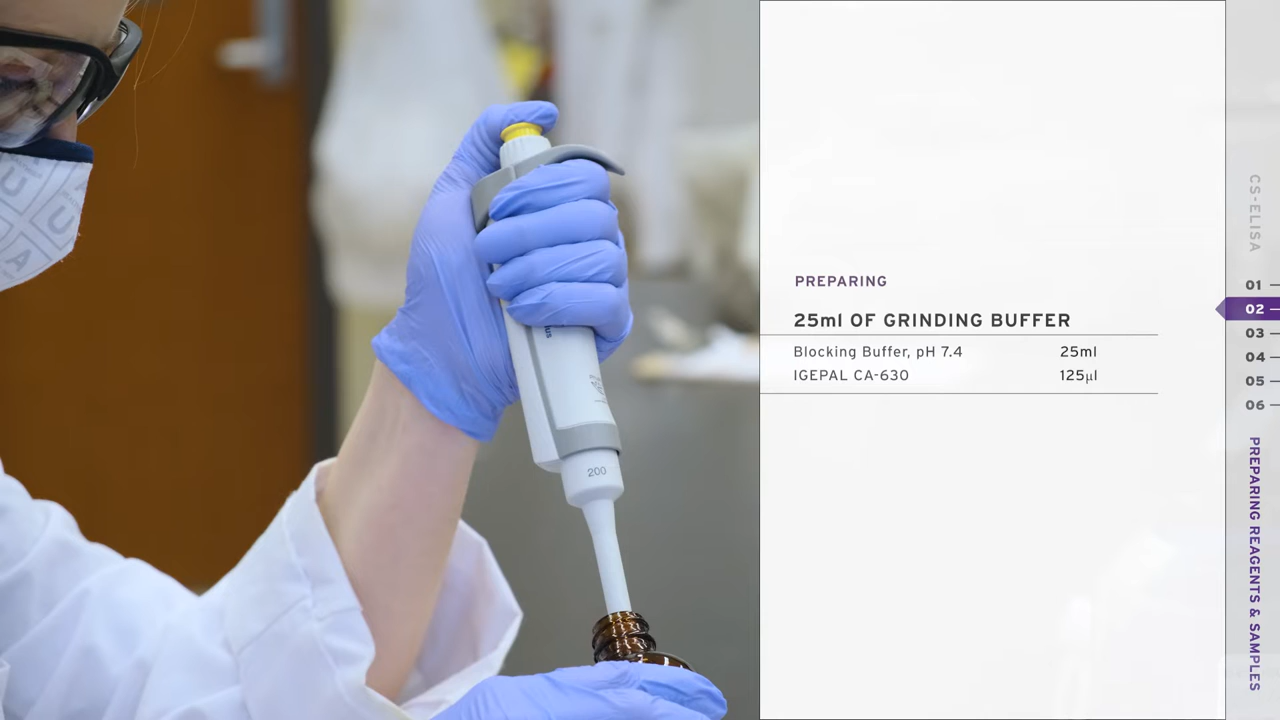 PREPARING
25ml OF GRINDING BUFFER
Blocking Buffer, pH 7.4 25ml
IGEPAL CA-630 125µl
CS-ELISA
01
02
03
04
05
06
PREPARING REAGENTS & SAMPLES
200